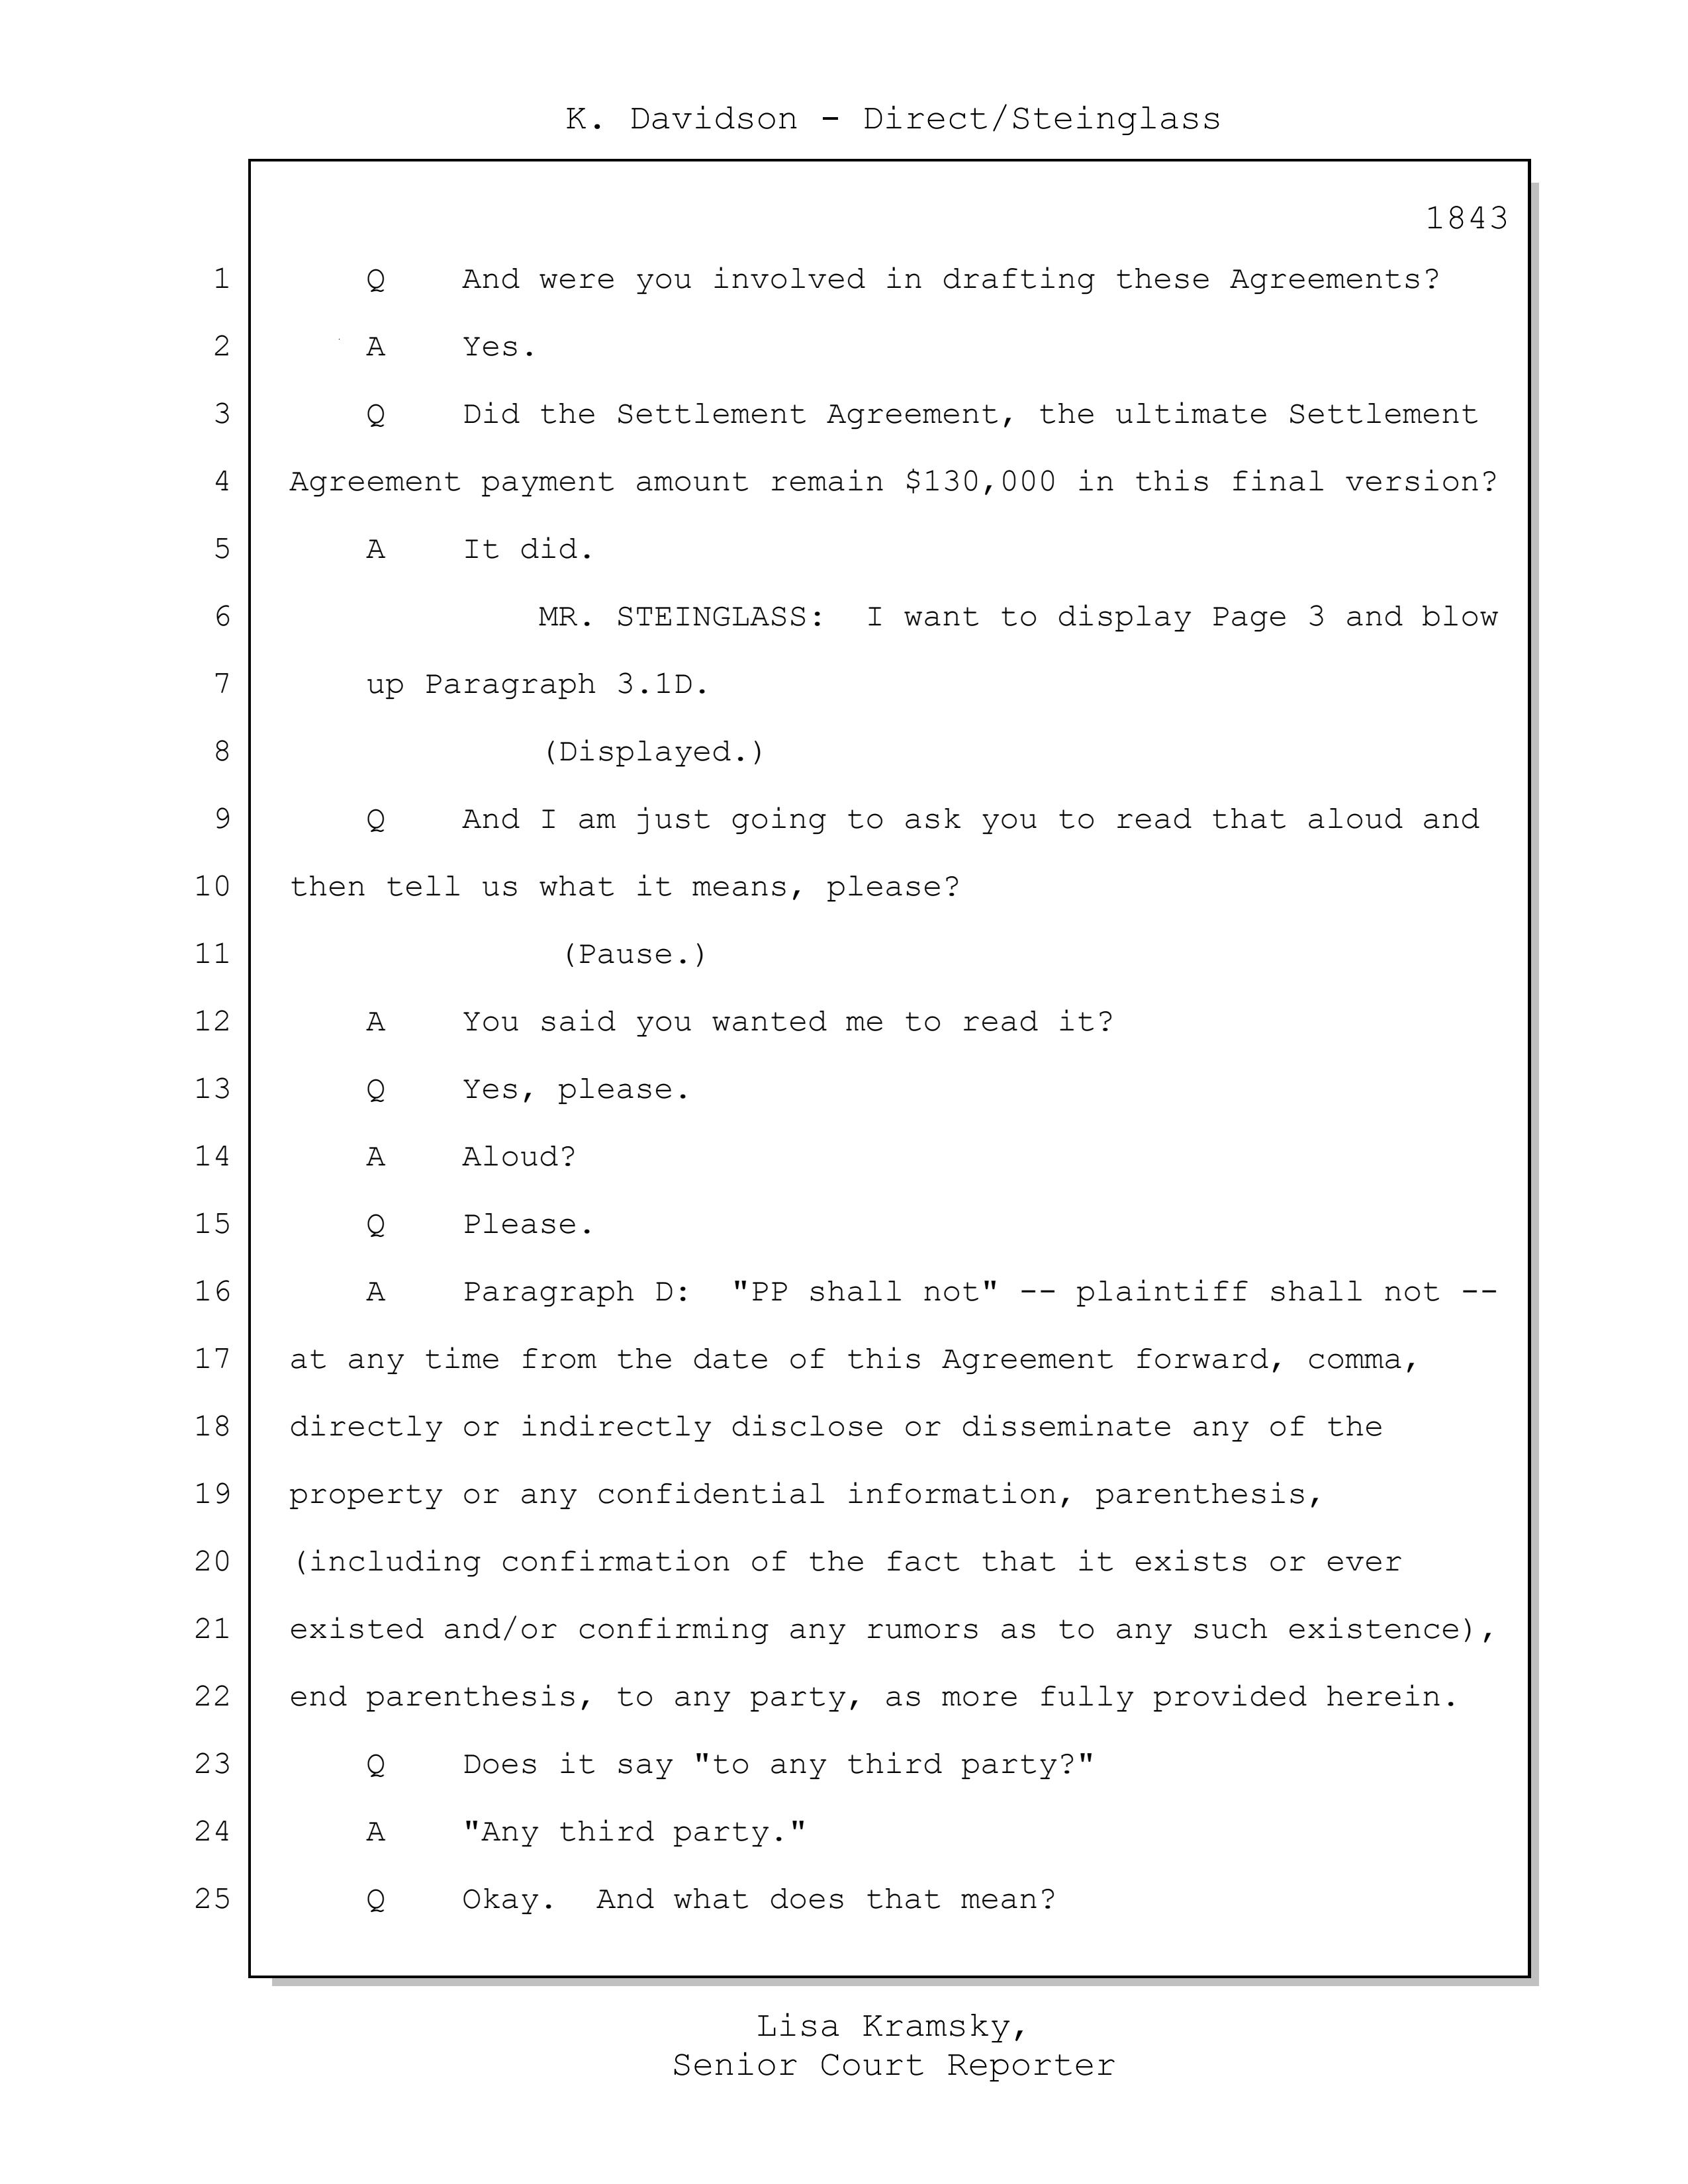 K. Davidson - Direct/Steinglass
1843
1 Q And were you involved in drafting these Agreements?
2 A Yes.
3 Q Did the Settlement Agreement, the ultimate Settlement
4 Agreement payment amount remain $130,000 in this final version?
5 A It did.
6 MR. STEINGLASS: I want to display Page 3 and blow
7 up Paragraph 3.1D.
8 (Displayed.)
9 Q And I am just going to ask you to read that aloud and
10 then tell us what it means, please?
11 (Pause.)
12 A You said you wanted me to read it?
13 Q Yes, please.
14 A Aloud?
15 Q Please.
16 A Paragraph D: "PP shall not" -- plaintiff shall not --
17 at any time from the date of this Agreement forward, comma,
18 directly or indirectly disclose or disseminate any of the
19 property or any confidential information, parenthesis,
20 (including confirmation of the fact that it exists or ever
21 existed and/or confirming any rumors as to any such existence),
22 end parenthesis, to any party, as more fully provided herein.
23 Q Does it say "to any third party?"
24 A "Any third party."
25 Q Okay. And what does that mean?
Lisa Kramsky,
Senior Court Reporter